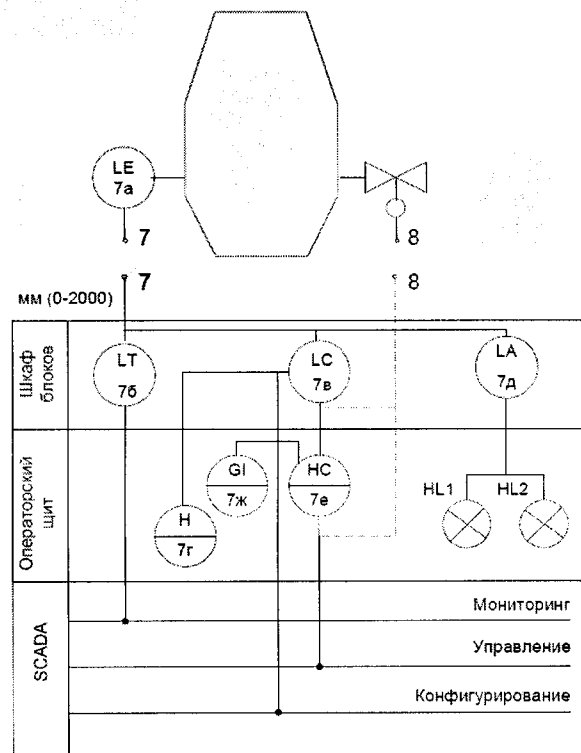 LE
7а
7
8
7
8
мм (0-2000)
Шкаф
блоков
LT
7б
LC
7в
LA
7д
Операторский
щит
GI
7ж
HC
7е
HL1
HL2
H
7г
SCADA
Мониторинг
Управление
Конфигурирование